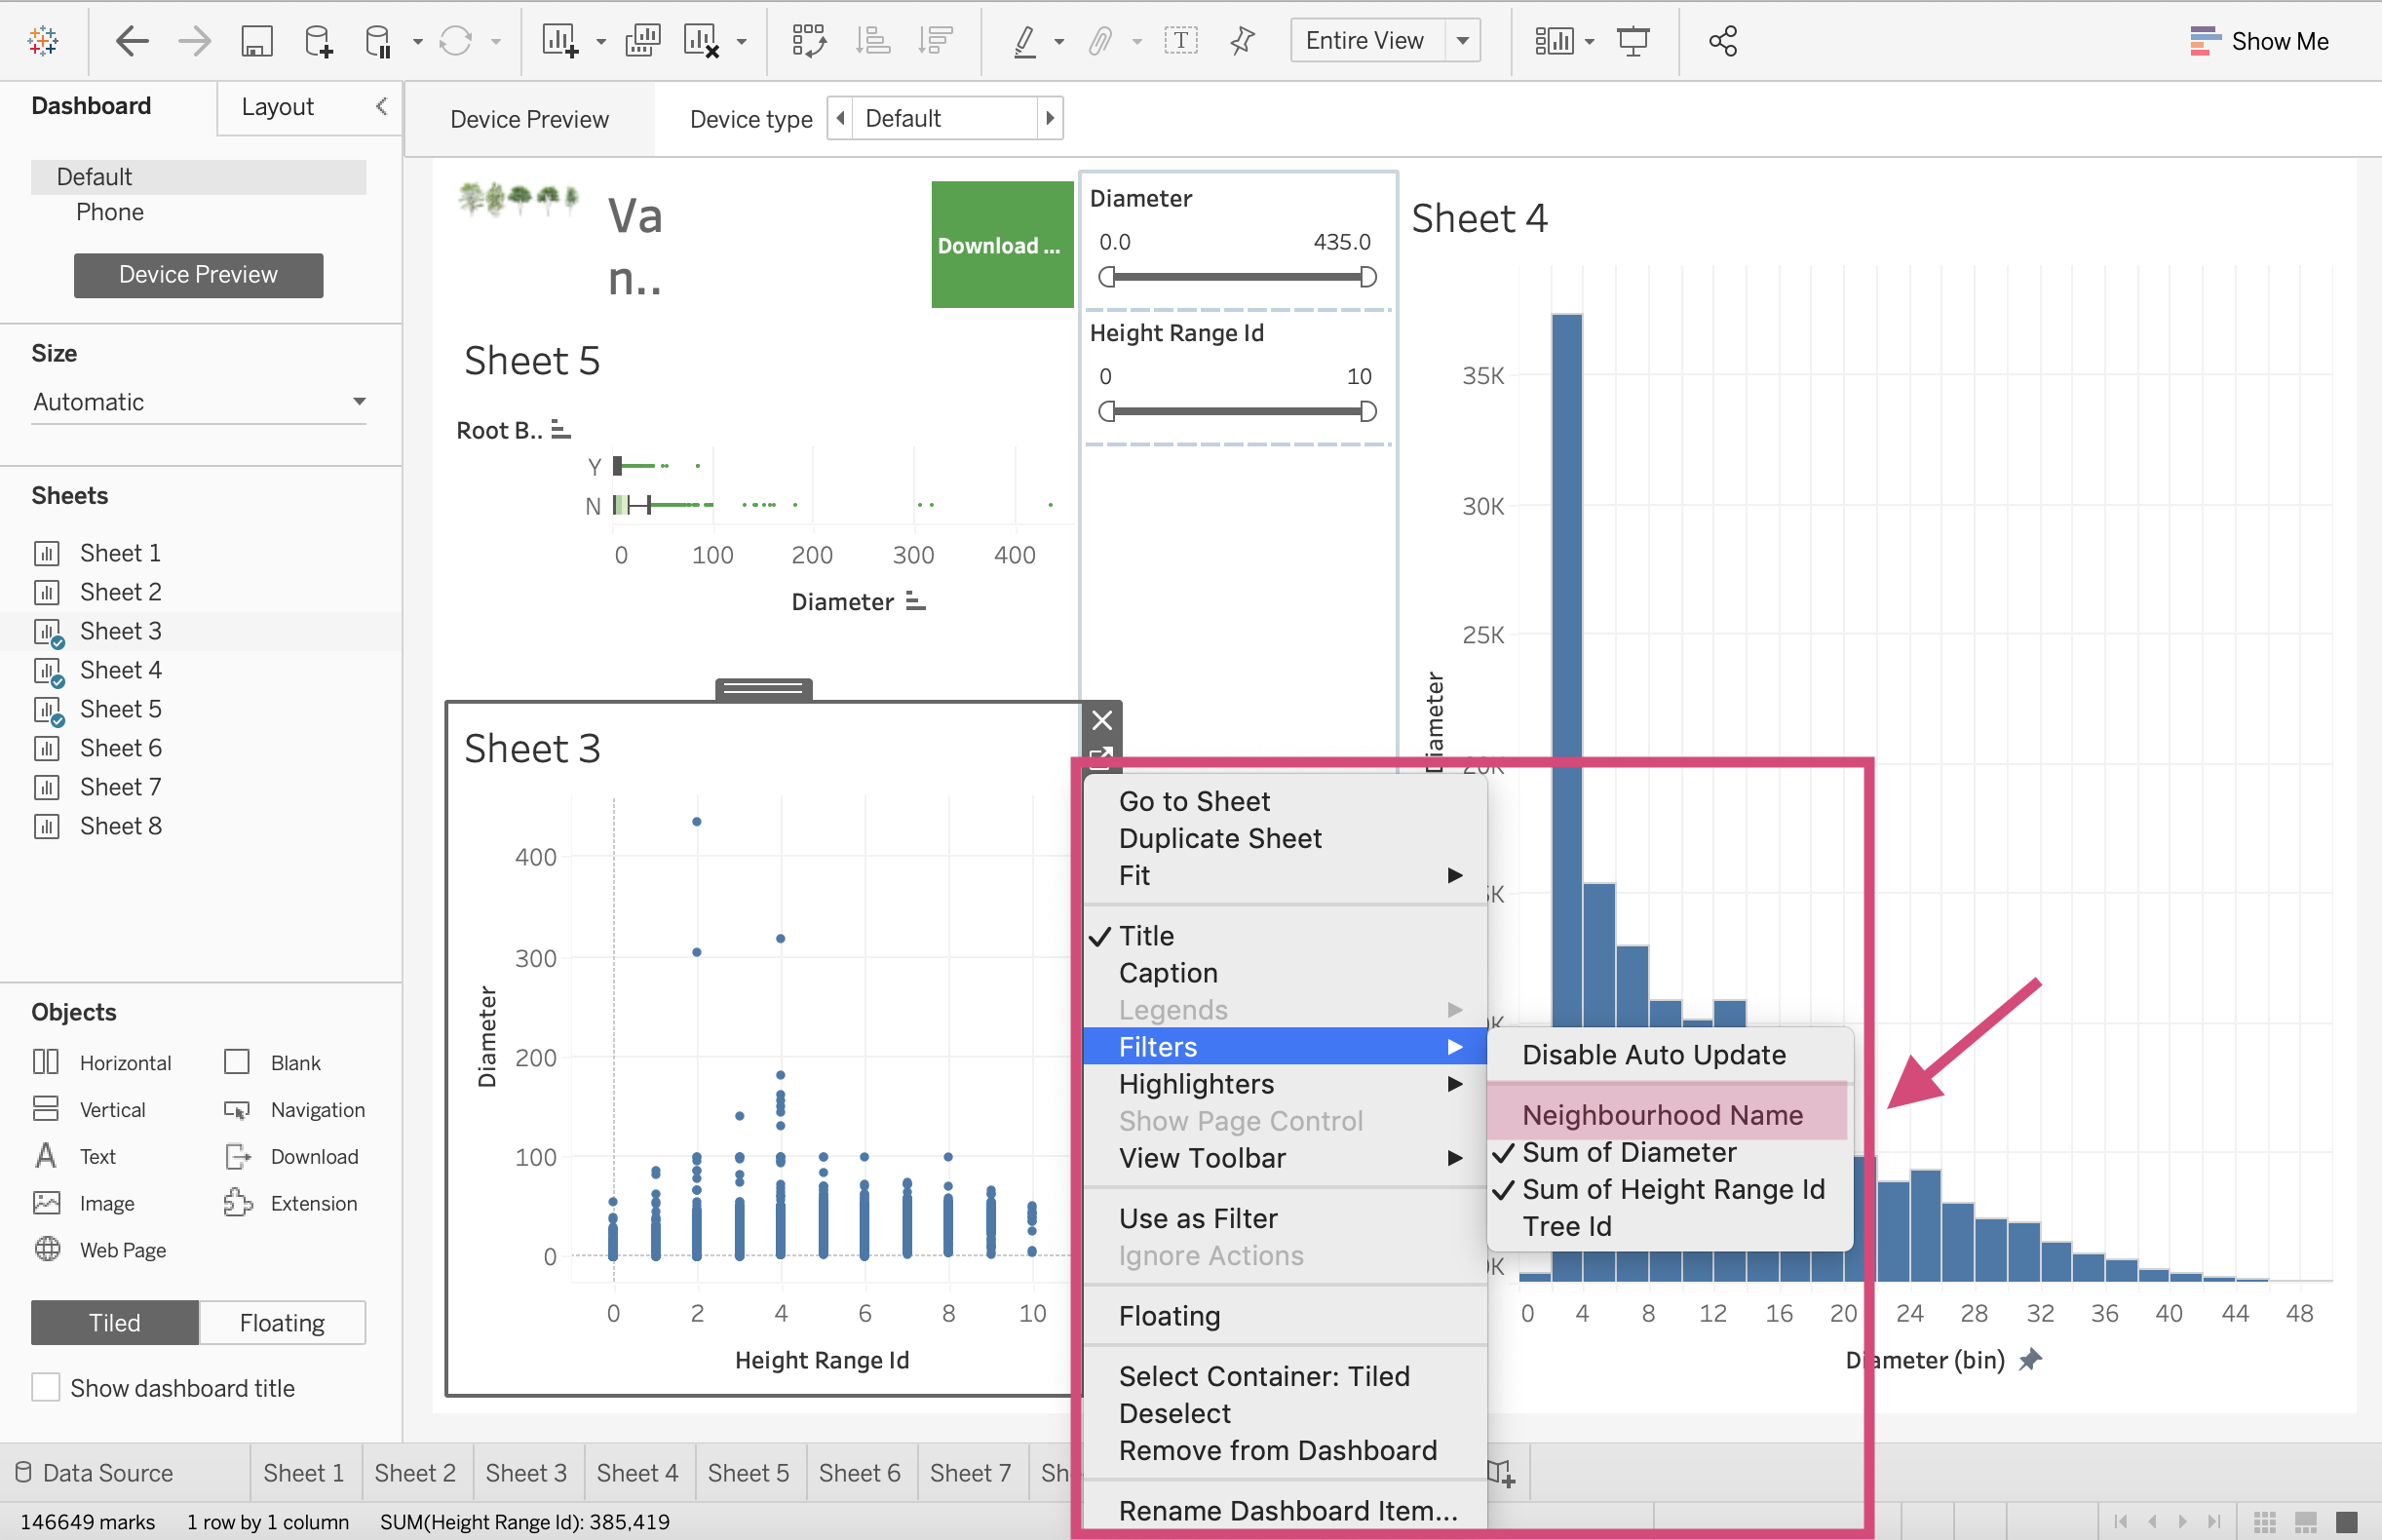 Entire View
Show Me
Dashboard
Layout
Device Preview
Device type
Default
Default
Phone
Device Preview
Size
Automatic
Sheets
Sheet 1
Sheet 2
Sheet 3
Sheet 4
Sheet 5
Sheet 6
Sheet 7
Sheet 8
Objects
Horizontal
Blank
Vertical
Navigation
Text
Download
Image
Extension
Web Page
Tiled
Floating
Show dashboard title
Va
n..
Download ...
Diameter
0.0
435.0
Height Range Id
0
10
Sheet 5
Root B..
Y
N
0
100
200
300
400
Diameter
Sheet 3
400
300
200
100
0
Diameter
0
2
4
6
8
10
Height Range Id
Sheet 4
35K
30K
25K
Diameter
0
4
8
12
16
20
24
28
32
36
40
44
48
Diameter (bin)
Go to Sheet
Duplicate Sheet
Fit
Title
Caption
Legends
Filters
Highlighters
Show Page Control
View Toolbar
Use as Filter
Ignore Actions
Floating
Select Container: Tiled
Deselect
Remove from Dashboard
Rename Dashboard Item...
Disable Auto Update
Neighbourhood Name
Sum of Diameter
Sum of Height Range Id
Tree Id
Data Source
Sheet 1
Sheet 2
Sheet 3
Sheet 4
Sheet 5
Sheet 6
Sheet 7
146649 marks
1 row by 1 column
SUM(Height Range Id): 385,419